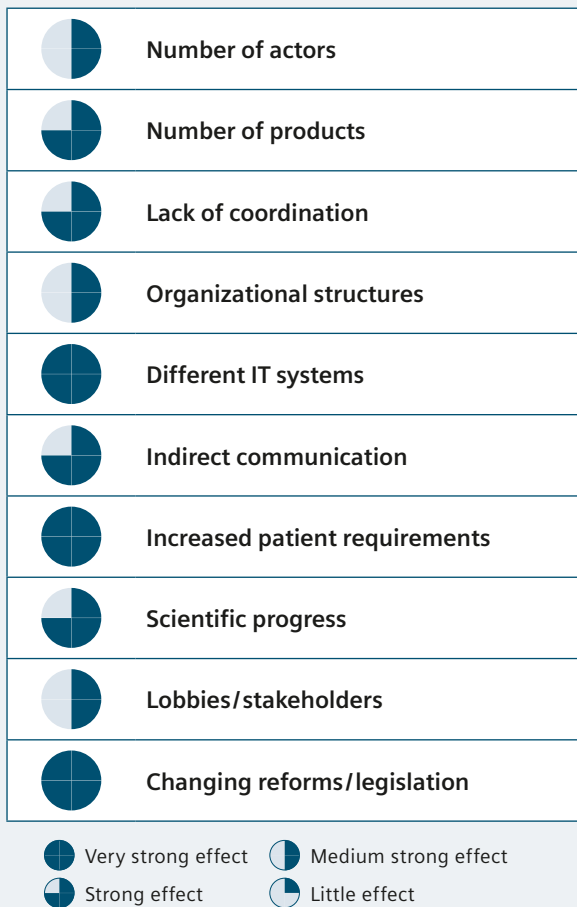 Number of actors
Number of products
Lack of coordination
Organizational structures
Different IT systems
Indirect communication
Increased patient requirements
Scientific progress
Lobbies/stakeholders
Changing reforms/legislation
Very strong effect
Medium strong effect
Strong effect
Little effect